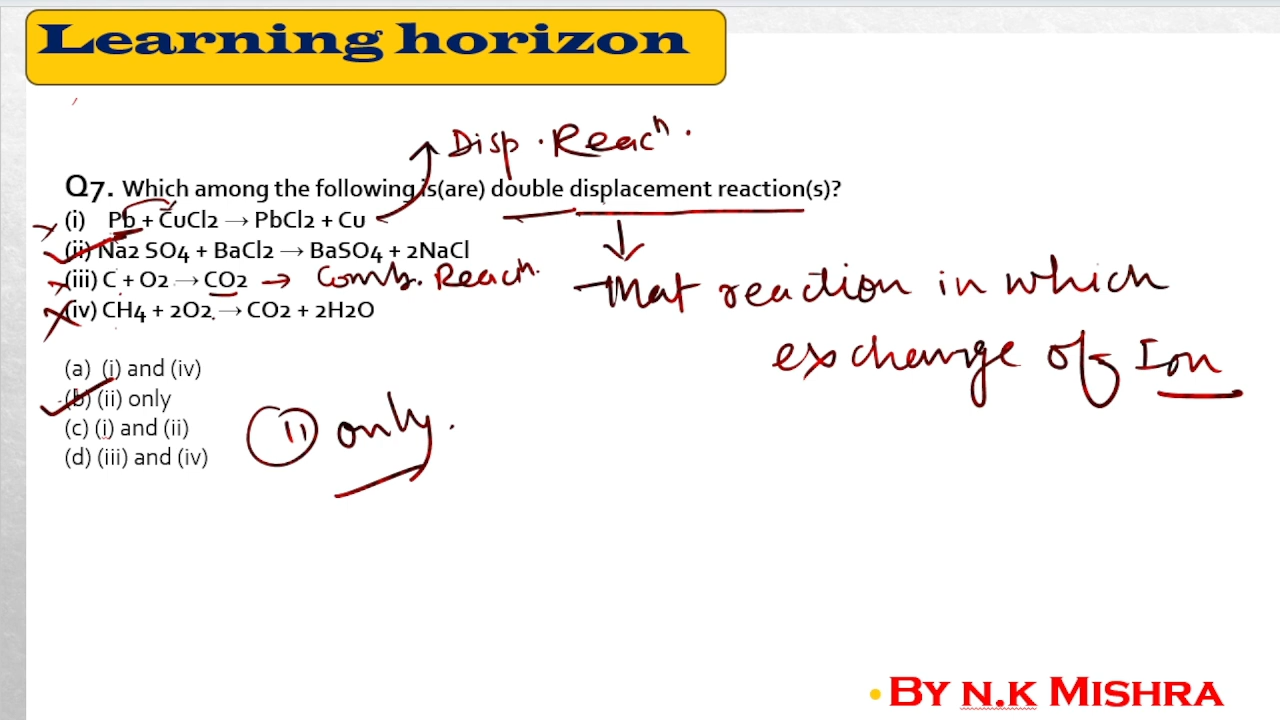 Learning horizon
Disp. Reacn.
Q7. Which among the following is(are) double displacement reaction(s)?
(i) Pb + CuCl2 → PbCl2 + Cu
(ii) Na2 SO4 + BaCl2 → BaSO4 + 2NaCl
(iii) C + O2 → CO2 → Comb. Reacn.
(iv) CH4 + 2O2 → CO2 + 2H2O
That reaction in which
exchange of Ion
(a) (i) and (iv)
(b) (ii) only
(c) (i) and (ii)
(d) (iii) and (iv)
(ii) only.
• By N.K Mishra